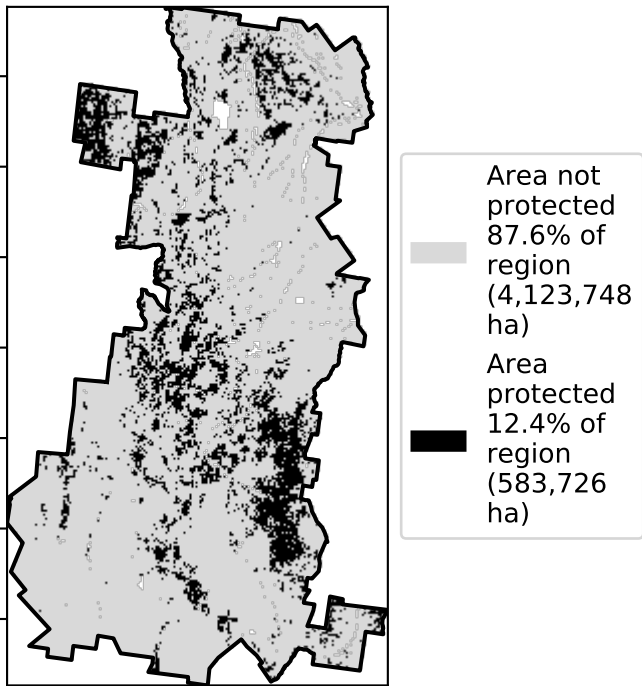 Area not
protected
87.6% of
region
(4,123,748
ha)
Area
protected
12.4% of
region
(583,726
ha)